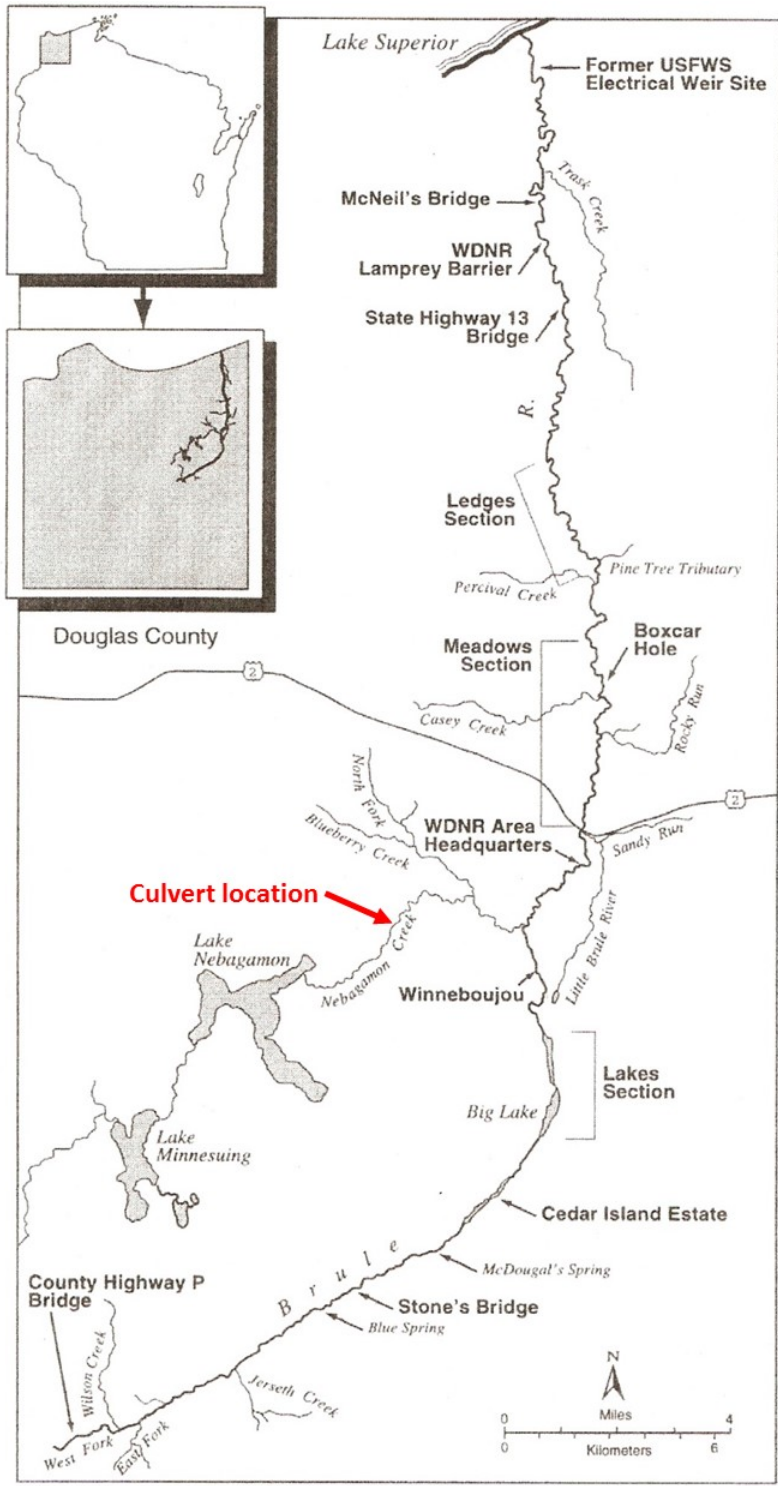 Lake Superior
Former USFWS
Electrical Weir Site
Trask Creek
McNeil's Bridge
WDNR
Lamprey Barrier
State Highway 13
Bridge
R.
Ledges
Section
Pine Tree Tributary
Percival Creek
Douglas County
Meadows
Section
Boxcar
Hole
2
Casey Creek
Rocky Run
North
Fork
Blueberry Creek
2
WDNR Area
Headquarters
Sandy Run
Culvert location
Lake
Nebagamon
Nebagamon Creek
Little Brule River
Winneboujou
Lakes
Section
Big Lake
Lake
Minnesuing
Cedar Island Estate
Brule
McDougal's Spring
County Highway P
Bridge
Stone's Bridge
Blue Spring
Wilson Creek
Jerseth Creek
West Fork
East Fork
N
0 Miles 4
0 Kilometers 6